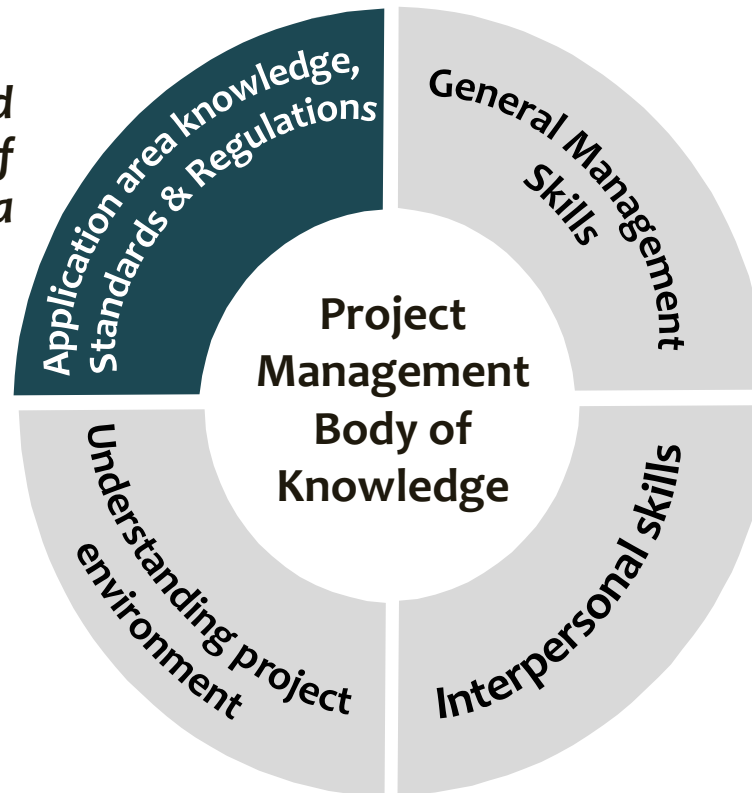 d
f
a
Application area knowledge,
Standards & Regulations
General Management
Skills
Project
Management
Body of
Knowledge
Understanding project
environment
Interpersonal skills